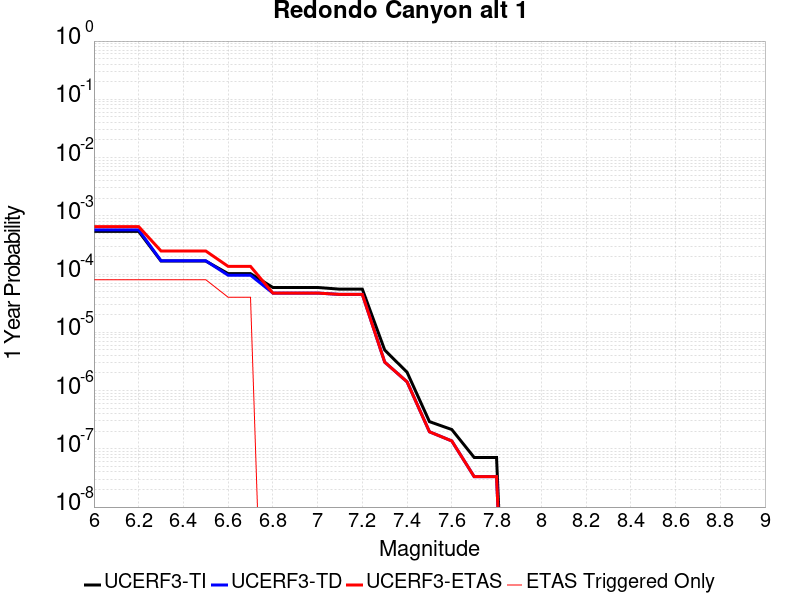 Redondo Canyon alt 1
10^0
10^-1
10^-2
10^-3
10^-4
10^-5
10^-6
10^-7
10^-8
1 Year Probability
6 6.2 6.4 6.6 6.8 7 7.2 7.4 7.6 7.8 8 8.2 8.4 8.6 8.8 9
Magnitude
UCERF3-TI UCERF3-TD UCERF3-ETAS ETAS Triggered Only